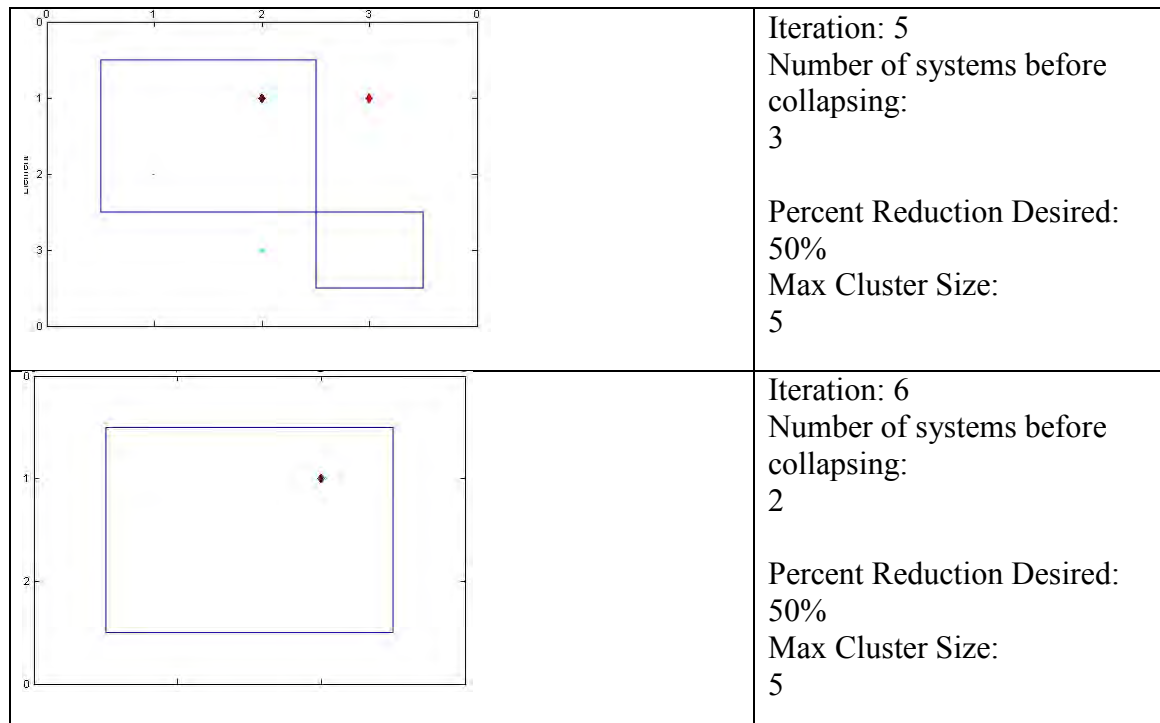 0 1 2 3 0
0
1
2
3
0
Element
Iteration: 5
Number of systems before
collapsing:
3
Percent Reduction Desired:
50%
Max Cluster Size:
5
0
1
2
0
Iteration: 6
Number of systems before
collapsing:
2
Percent Reduction Desired:
50%
Max Cluster Size:
5